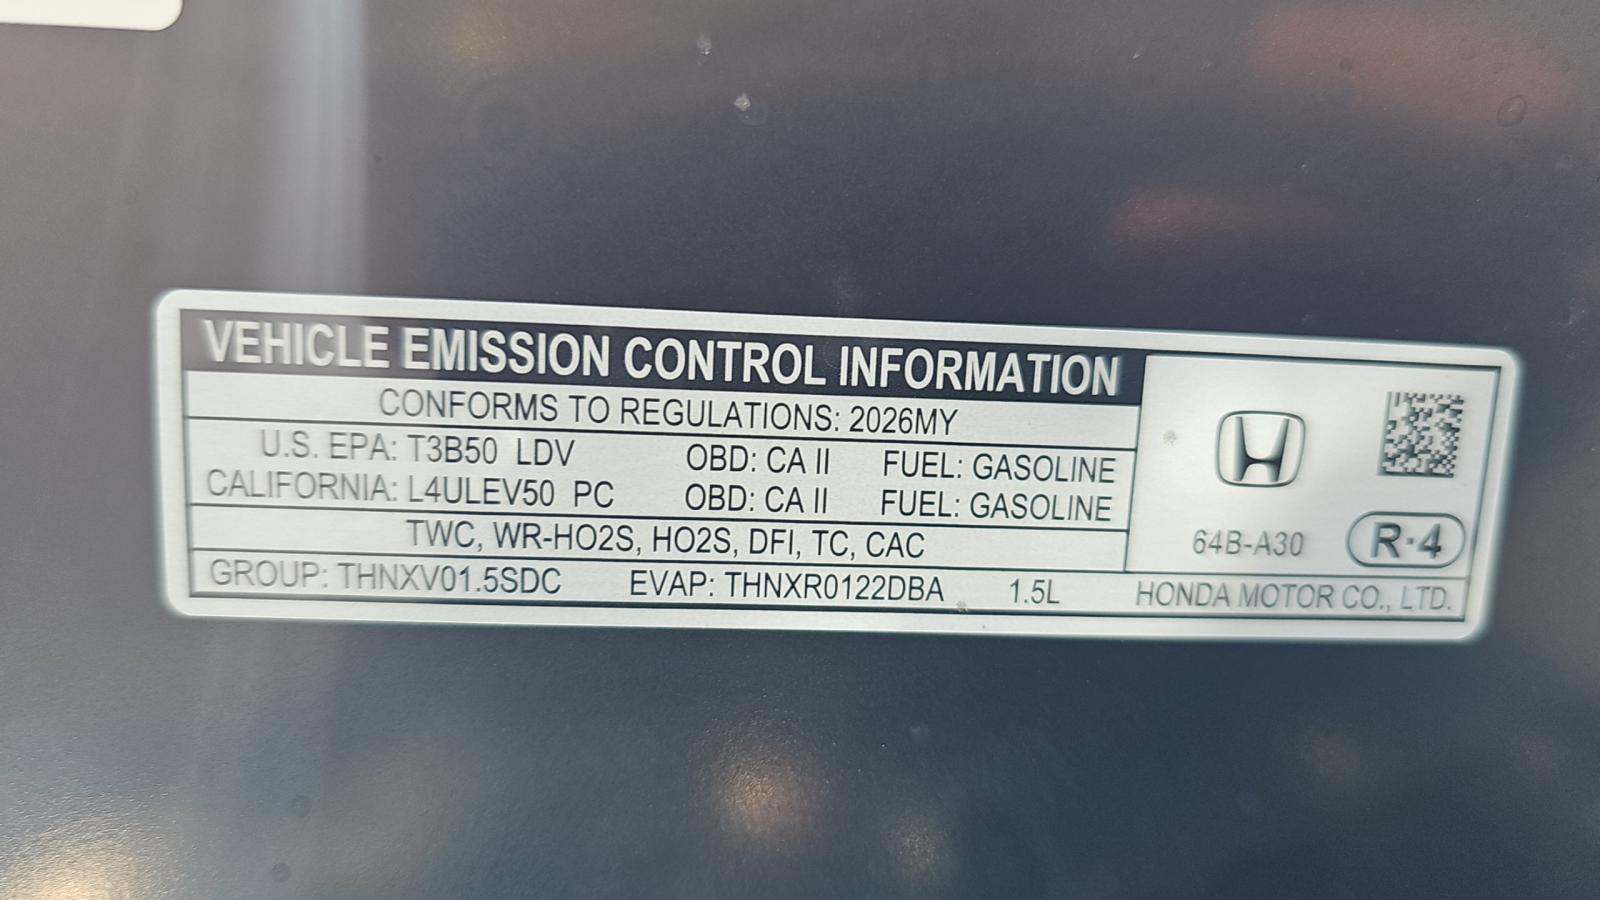 VEHICLE EMISSION CONTROL INFORMATION
CONFORMS TO REGULATIONS: 2026MY
U.S. EPA: T3B50 LDV OBD: CA II FUEL: GASOLINE
CALIFORNIA: L4ULEV50 PC OBD: CA II FUEL: GASOLINE
TWC, WR-HO2S, HO2S, DFI, TC, CAC
GROUP: THNXV01.5SDC EVAP: THNXR0122DBA 1.5L
64B-A30 R-4
HONDA MOTOR CO., LTD.